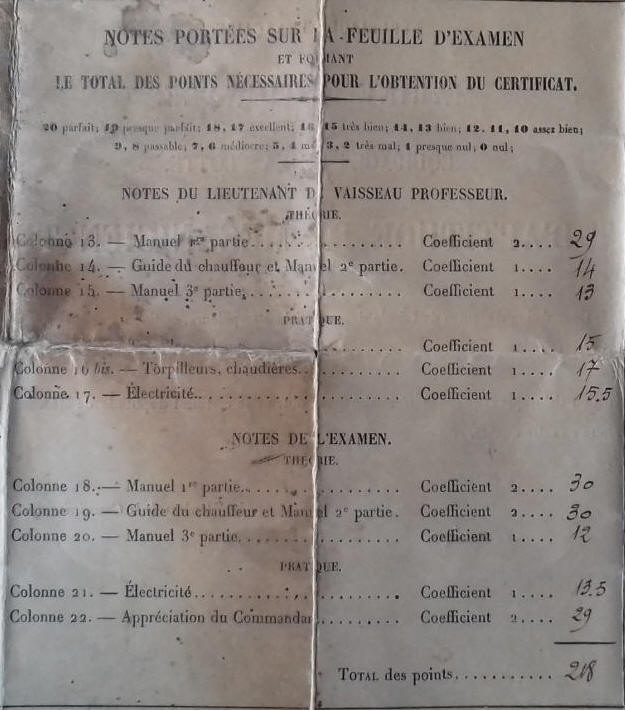 NOTES PORTÉES SUR LA FEUILLE D'EXAMEN
ET FORMANT
LE TOTAL DES POINTS NÉCESSAIRES POUR L'OBTENTION DU CERTIFICAT.
20 parfait; 19 presque parfait; 18, 17 excellent; 16 15 très bien; 14, 13 bien; 12, 11, 10 assez bien;
9, 8 passable; 7, 6 médiocre; 5, 4 3, 2 très mal; 1 presque nul; 0 nul;
NOTES DU LIEUTENANT DE VAISSEAU PROFESSEUR.
THÉORIE.
Colonne 13. — Manuel 1re partie........ Coefficient 2.... 29
Colonne 14. — Guide du chauffeur et Manuel 2e partie. Coefficient 1.... 14
Colonne 15. — Manuel 3e partie........ Coefficient 1.... 13
PRATIQUE.
Coefficient 1.... 15
Colonne 16 bis. — Torpilleurs, chaudières........ Coefficient 1.... 17
Colonne 17. — Électricité........ Coefficient 1.... 15.5
NOTES DE L'EXAMEN.
THÉORIE.
Colonne 18. — Manuel 1re partie........ Coefficient 2.... 30
Colonne 19. — Guide du chauffeur et Manuel 2e partie. Coefficient 2.... 30
Colonne 20. — Manuel 3e partie........ Coefficient 1.... 12
PRATIQUE.
Colonne 21. — Électricité........ Coefficient 1.... 13.5
Colonne 22. — Appréciation du Commandant........ Coefficient 2.... 29
TOTAL des points........... 218